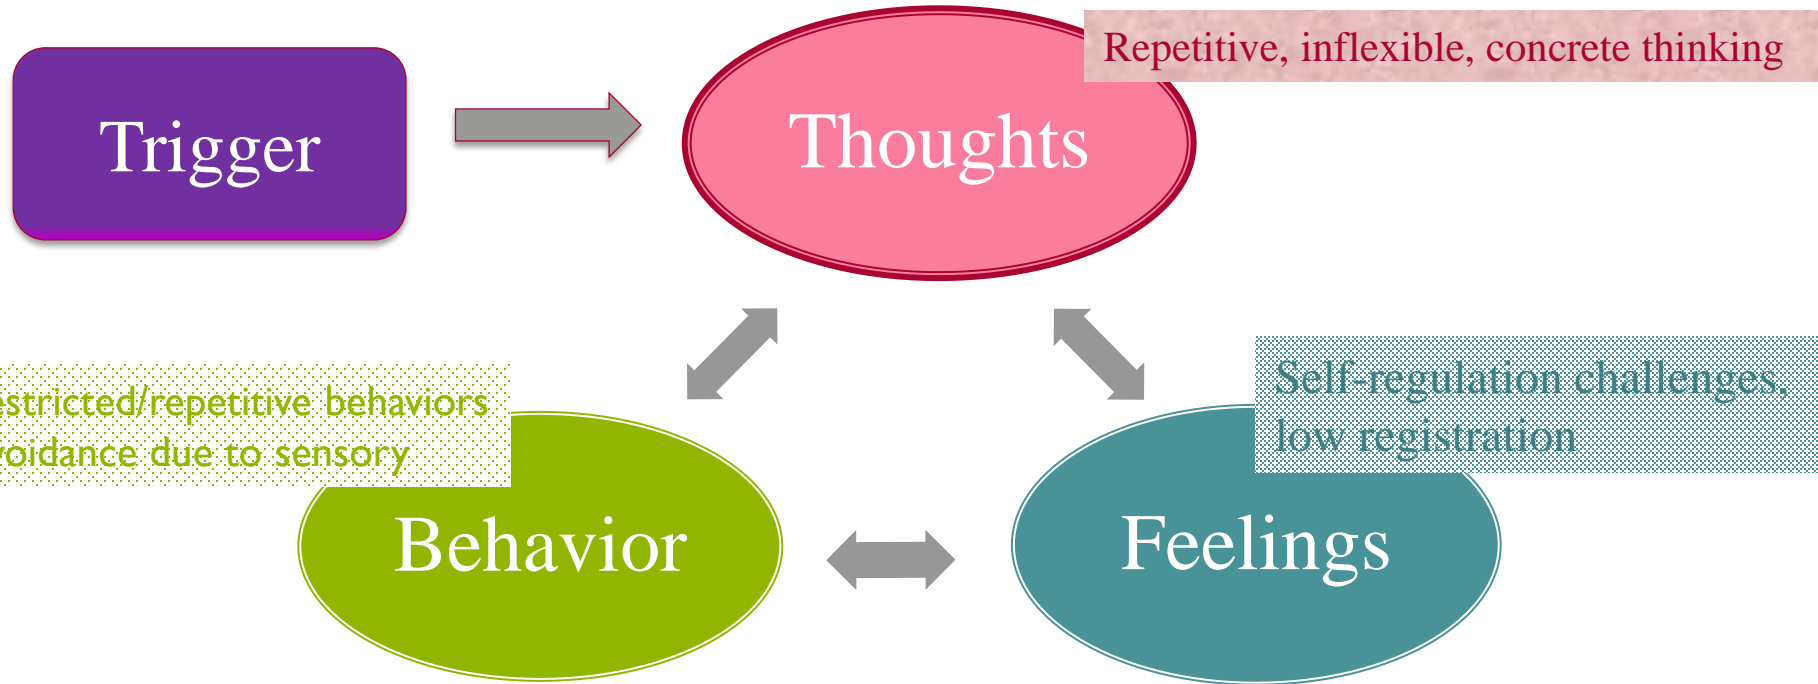 Repetitive, inflexible, concrete thinking
Trigger
Thoughts
estricted/repetitive behaviors
voidance due to sensory
Self-regulation challenges,
low registration
Behavior
Feelings